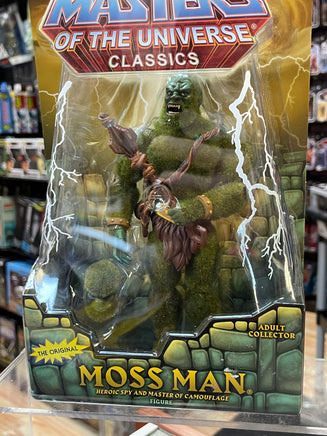 MASTERS
OF THE UNIVERSE®
CLASSICS
ADULT
COLLECTOR
THE ORIGINAL
MOSS MAN®
HEROIC SPY AND MASTER OF CAMOUFLAGE
FIGURE